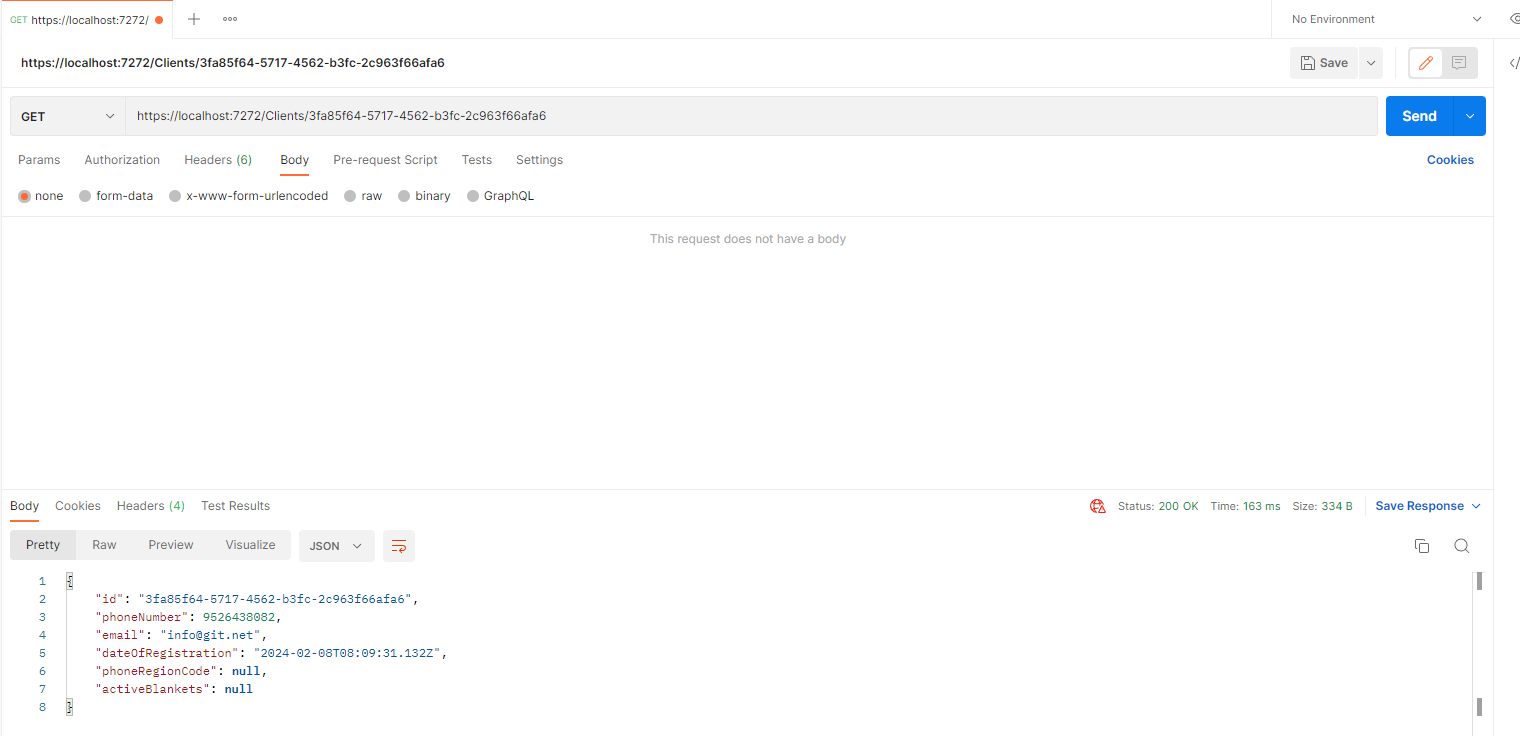 GET https://localhost:7272/
No Environment
https://localhost:7272/Clients/3fa85f64-5717-4562-b3fc-2c963f66afa6
Save
GET https://localhost:7272/Clients/3fa85f64-5717-4562-b3fc-2c963f66afa6 Send
Params Authorization Headers (6) Body Pre-request Script Tests Settings Cookies
none form-data x-www-form-urlencoded raw binary GraphQL
This request does not have a body
Body Cookies Headers (4) Test Results Status: 200 OK Time: 163 ms Size: 334 B Save Response
Pretty Raw Preview Visualize JSON
1 {
2 "id": "3fa85f64-5717-4562-b3fc-2c963f66afa6",
3 "phoneNumber": 9526438082,
4 "email": "info@git.net",
5 "dateOfRegistration": "2024-02-08T08:09:31.132Z",
6 "phoneRegionCode": null,
7 "activeBlankets": null
8 }